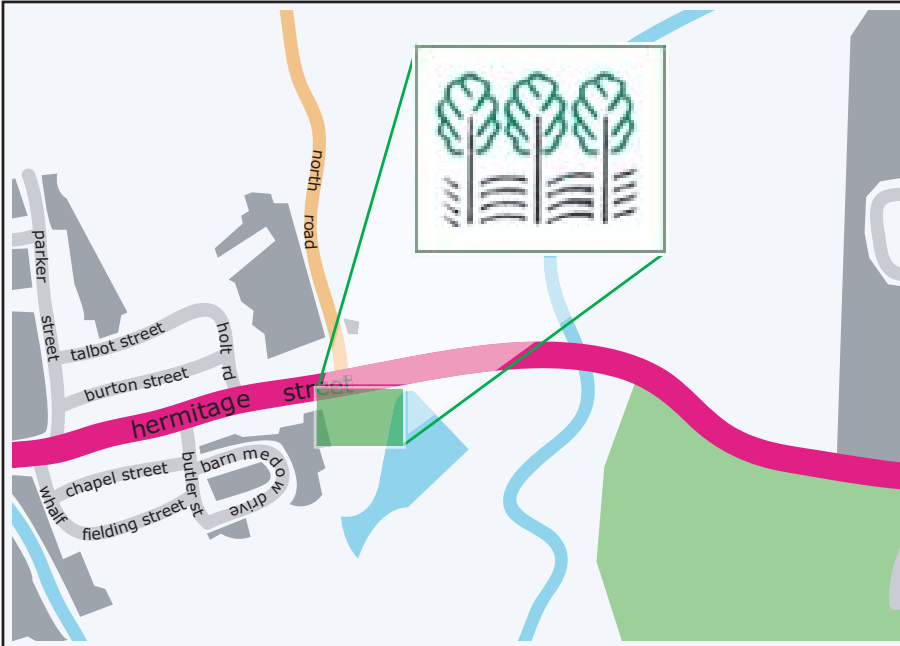 north road
parker street
talbot street
holt rd
burton street
hermitage street
chapel street
butler st
barn medow drive
whalf
fielding street